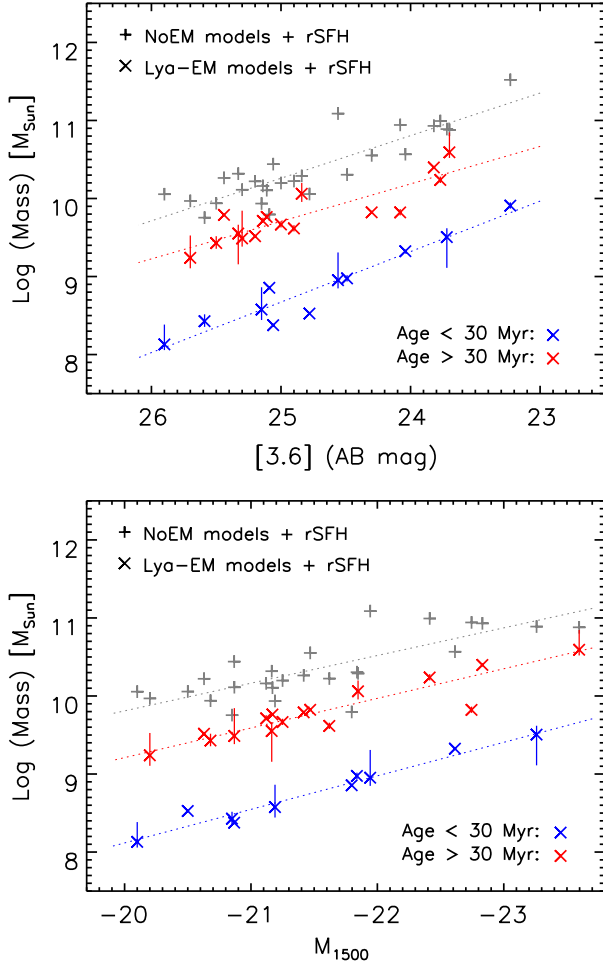 12
11
10
9
8
Log (Mass) [M_Sun]
+ NoEM models + rSFH
× Lya-EM models + rSFH
Age < 30 Myr: ×
Age > 30 Myr: ×
26 25 24 23
[3.6] (AB mag)
12
11
10
9
8
Log (Mass) [M_Sun]
+ NoEM models + rSFH
× Lya-EM models + rSFH
Age < 30 Myr: ×
Age > 30 Myr: ×
-20 -21 -22 -23
M_1500